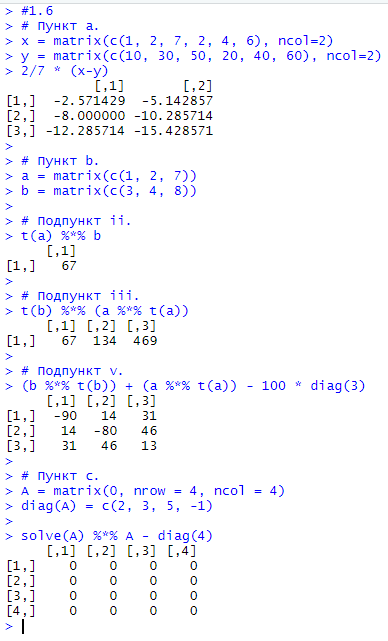 > #1.6
> # Пункт a.
> x = matrix(c(1, 2, 7, 2, 4, 6), ncol=2)
> y = matrix(c(10, 30, 50, 20, 40, 60), ncol=2)
> 2/7 * (x-y)
           [,1]       [,2]
[1,]  -2.571429  -5.142857
[2,]  -8.000000 -10.285714
[3,] -12.285714 -15.428571
>
> # Пункт b.
> a = matrix(c(1, 2, 7))
> b = matrix(c(3, 4, 8))
>
> # Подпункт ii.
> t(a) %*% b
     [,1]
[1,]   67
>
> # Подпункт iii.
> t(b) %*% (a %*% t(a))
     [,1] [,2] [,3]
[1,]   67  134  469
>
> # Подпункт v.
> (b %*% t(b)) + (a %*% t(a)) - 100 * diag(3)
     [,1] [,2] [,3]
[1,]  -90   14   31
[2,]   14  -80   46
[3,]   31   46   13
>
> # Пункт c.
> A = matrix(0, nrow = 4, ncol = 4)
> diag(A) = c(2, 3, 5, -1)
>
> solve(A) %*% A - diag(4)
     [,1] [,2] [,3] [,4]
[1,]    0    0    0    0
[2,]    0    0    0    0
[3,]    0    0    0    0
[4,]    0    0    0    0
>